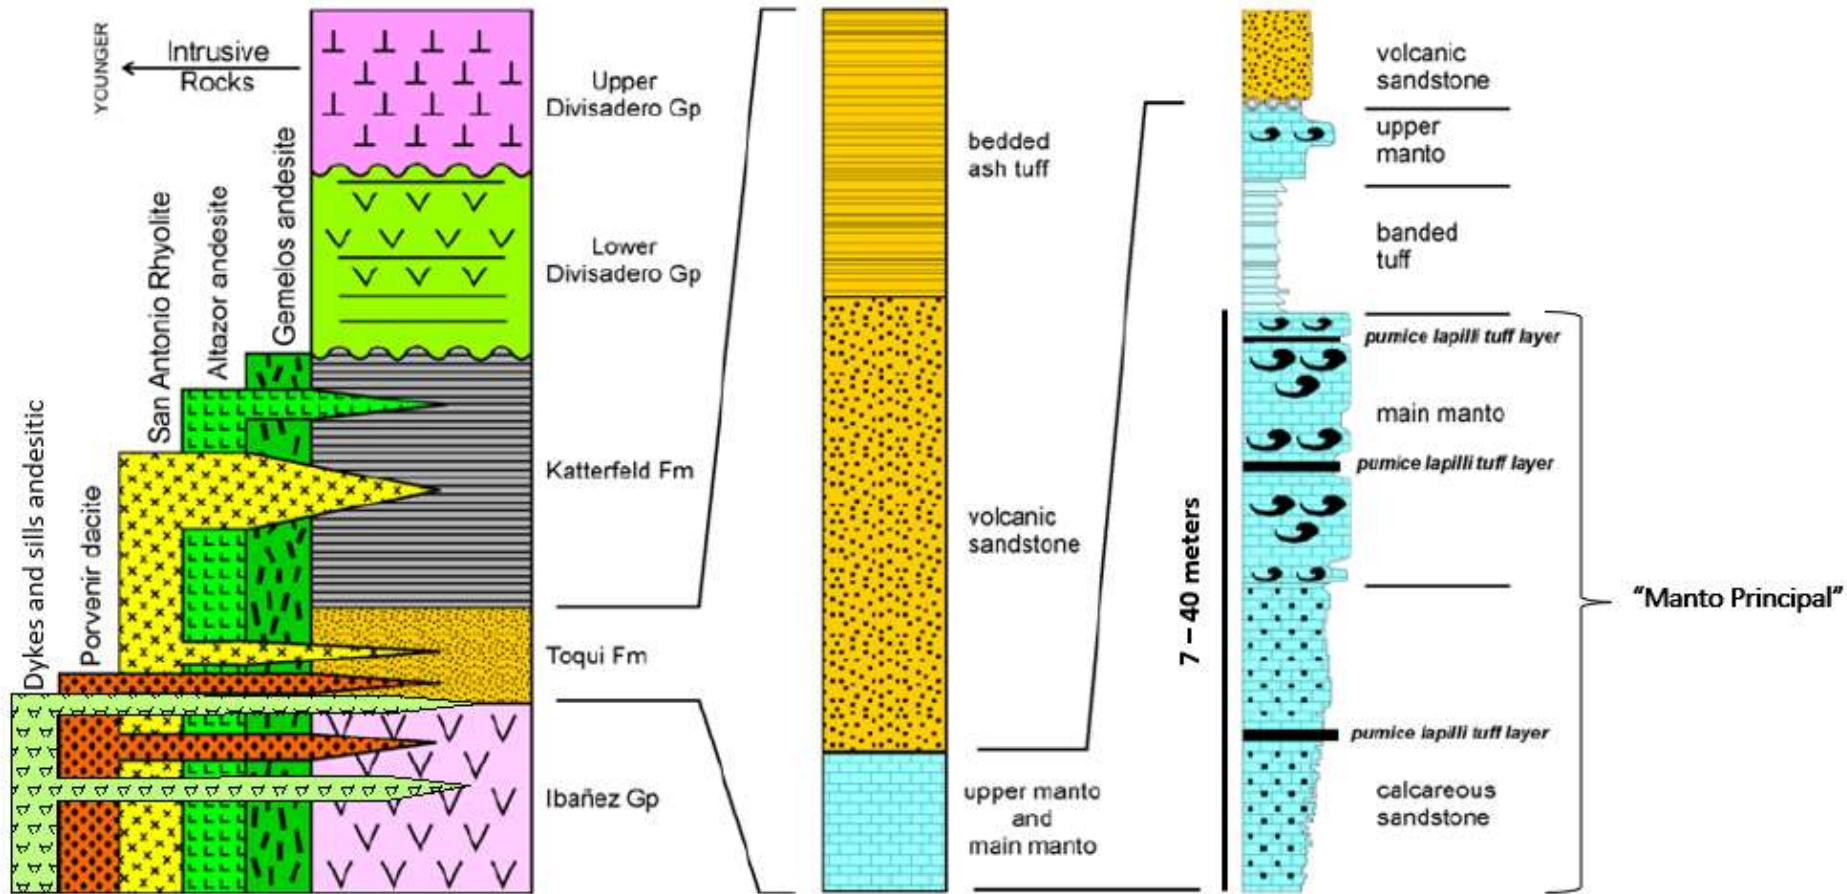 YOUNGER
Intrusive
Rocks
Dykes and sills andesitic
Porvenir dacite
San Antonio Rhyolite
Altazor andesite
Gemelos andesite
Upper
Divisadero Gp
Lower
Divisadero Gp
Katterfeld Fm
Toqui Fm
Ibañez Gp
bedded
ash tuff
volcanic
sandstone
upper manto
and
main manto
7 – 40 meters
volcanic
sandstone
upper
manto
banded
tuff
pumice lapilli tuff layer
main manto
pumice lapilli tuff layer
pumice lapilli tuff layer
calcareous
sandstone
“Manto Principal”